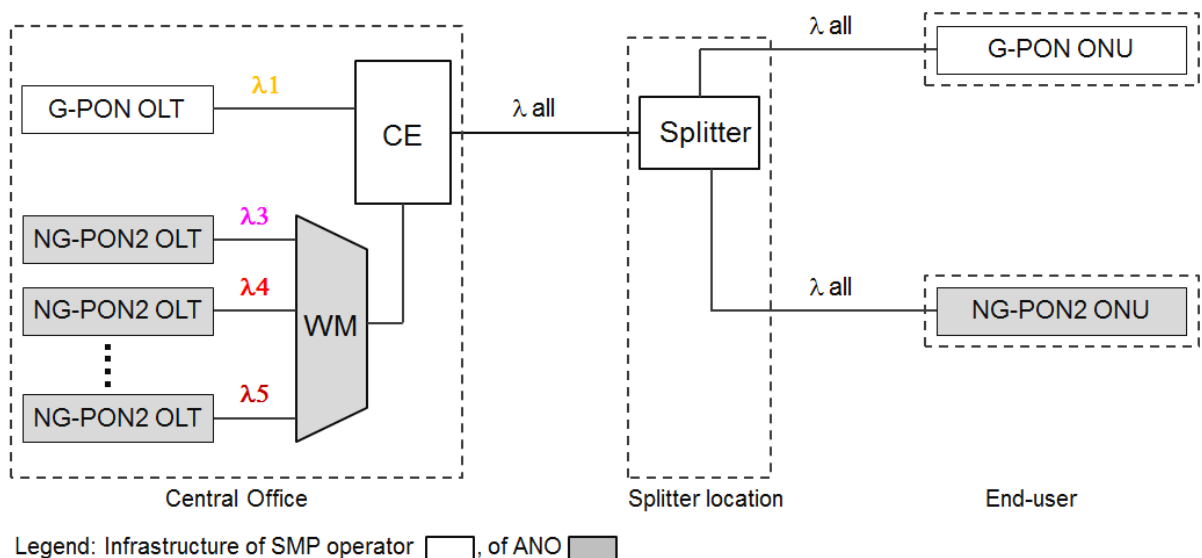 λ all
G-PON ONU
λ1
G-PON OLT
CE
λ all
Splitter
λ3
NG-PON2 OLT
λ4
NG-PON2 OLT
WM
λ all
NG-PON2 ONU
λ5
NG-PON2 OLT
Central Office
Splitter location
End-user
Legend: Infrastructure of SMP operator , of ANO